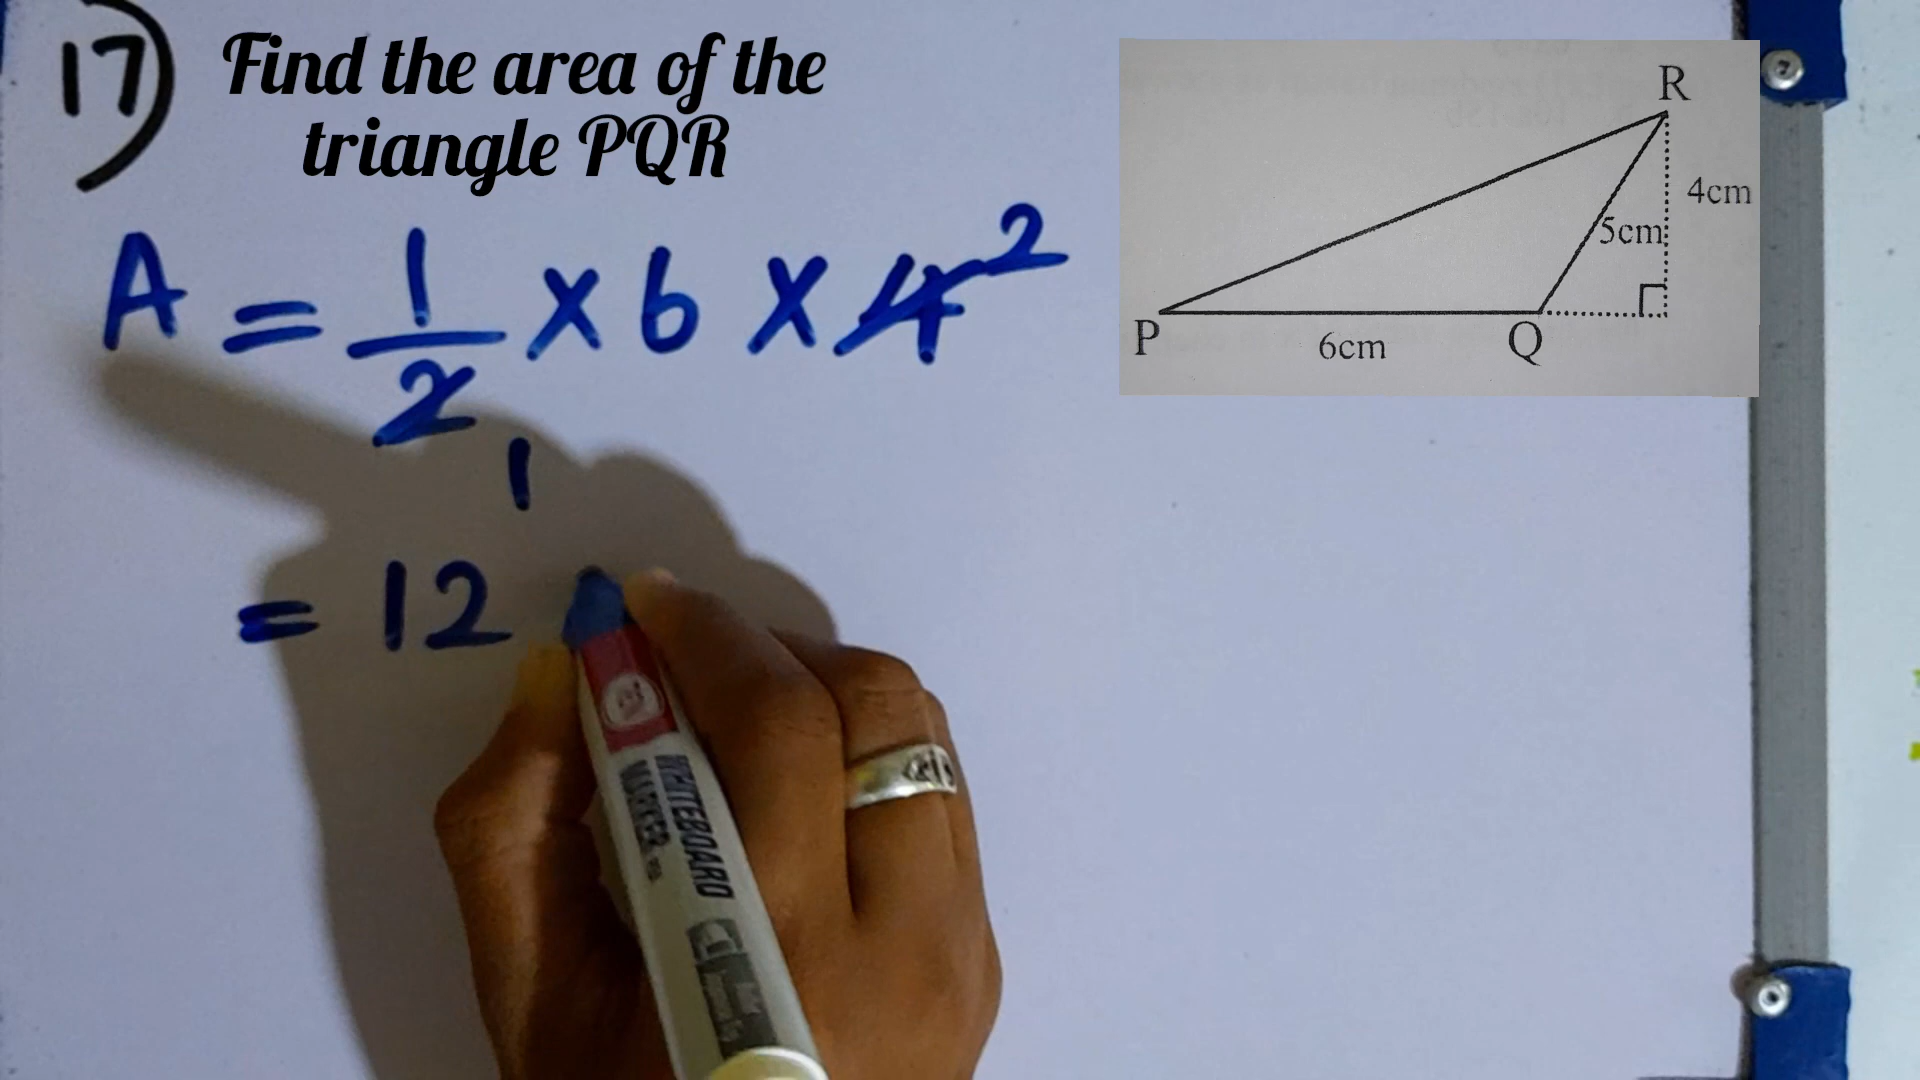 17)
Find the area of the
triangle PQR
A = 1/2 × 6 × 4 2
1
= 12
R
4cm
5cm
P
6cm
Q
WHITEBOARD
MARKER